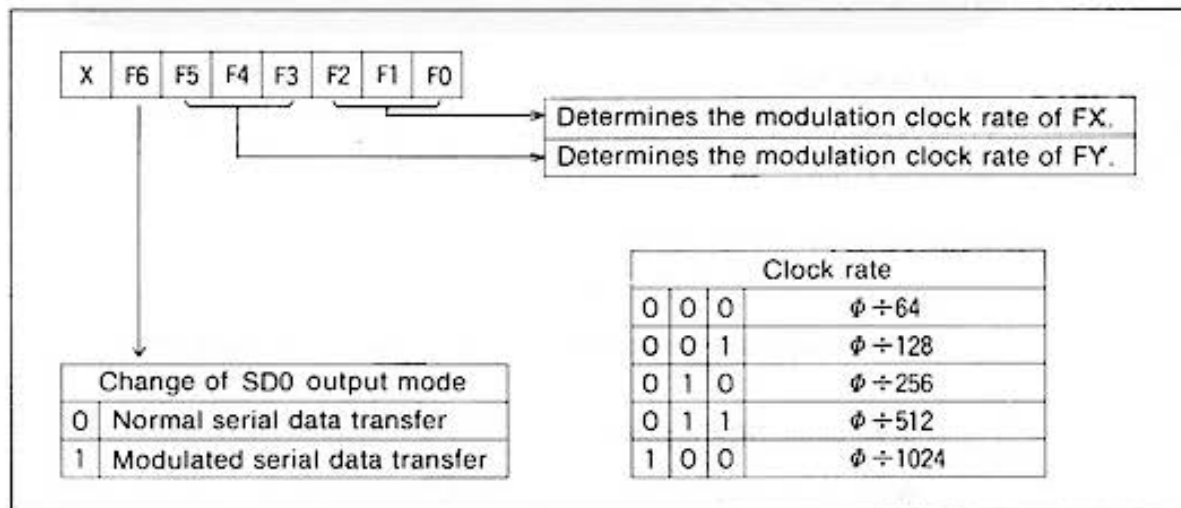 X F6 F5 F4 F3 F2 F1 F0
Determines the modulation clock rate of FX.
Determines the modulation clock rate of FY.
Clock rate
0 0 0 Φ÷64
0 0 1 Φ÷128
0 1 0 Φ÷256
0 1 1 Φ÷512
1 0 0 Φ÷1024
Change of SD0 output mode
0 Normal serial data transfer
1 Modulated serial data transfer